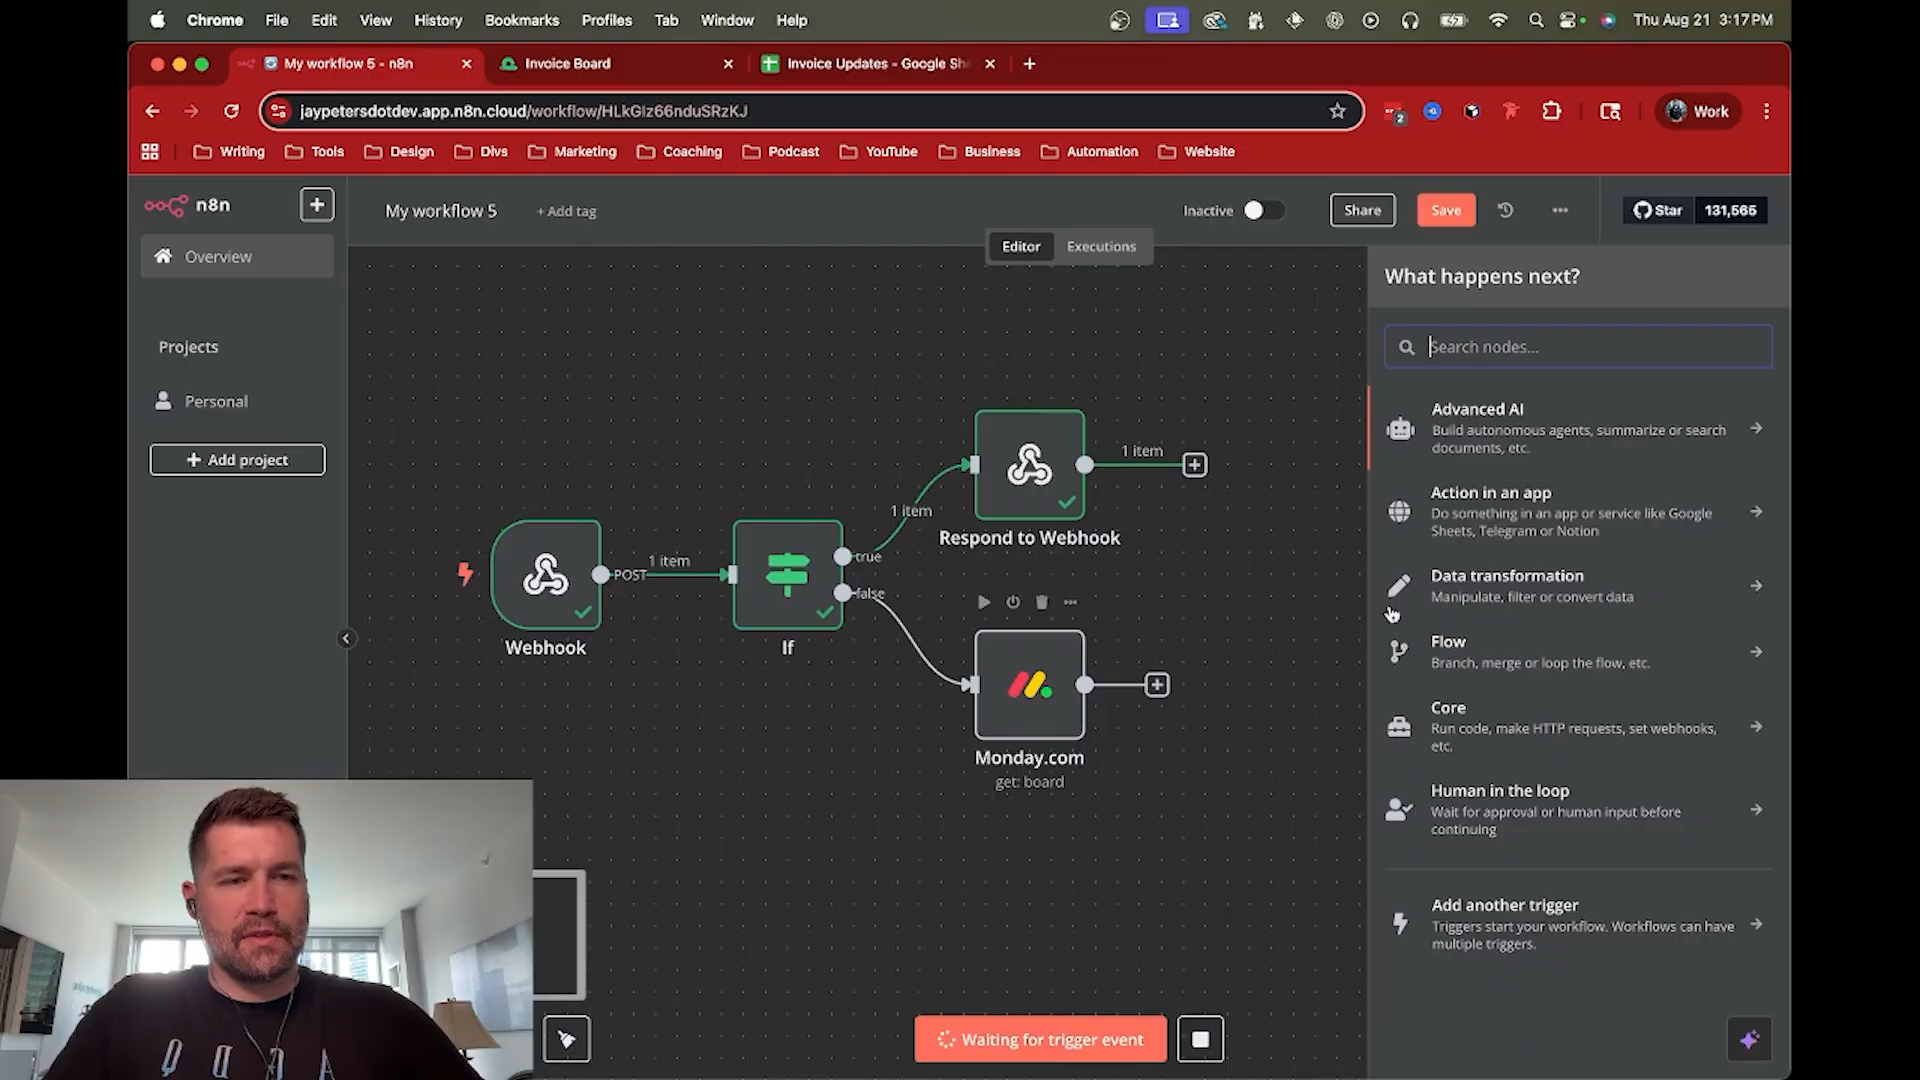 Chrome File Edit View History Bookmarks Profiles Tab Window Help Thu Aug 21 3:17PM
My workflow 5 - n8n Invoice Board Invoice Updates - Google She
jaypetersdotdev.app.n8n.cloud/workflow/HLkGIz66nduSRzKJ 2 Work
Writing Tools Design Divs Marketing Coaching Podcast YouTube Business Automation Website
n8n My workflow 5 + Add tag Inactive Share Save Star 131,565
Editor Executions
Overview
Projects
Personal
+ Add project
What happens next?
Search nodes...
Advanced AI
Build autonomous agents, summarize or search
documents, etc.
Action in an app
Do something in an app or service like Google
Sheets, Telegram or Notion
Data transformation
Manipulate, filter or convert data
Flow
Branch, merge or loop the flow, etc.
Core
Run code, make HTTP requests, set webhooks,
etc.
Human in the loop
Wait for approval or human input before
continuing
Add another trigger
Triggers start your workflow. Workflows can have
multiple triggers.
1 item
1 item
Respond to Webhook
POST 1 item
true
false
Webhook
If
Monday.com
get: board
Waiting for trigger event